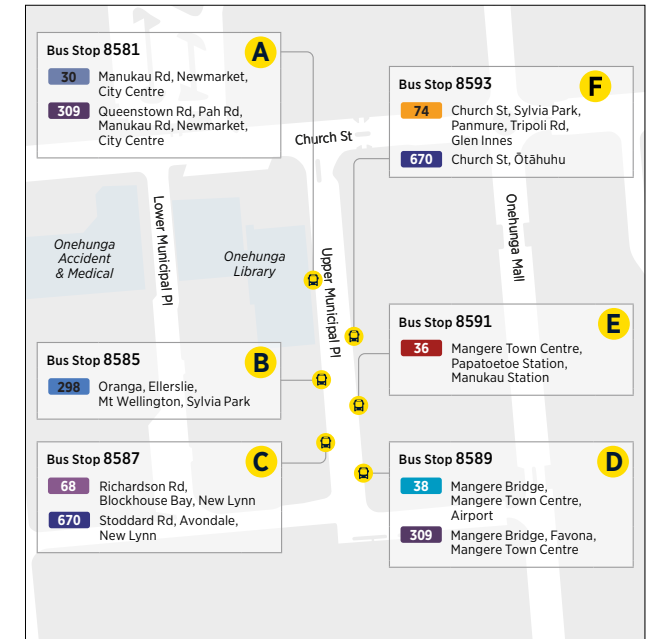 Bus Stop 8581
A
30
Manukau Rd, Newmarket,
City Centre
309
Queenstown Rd, Pah Rd,
Manukau Rd, Newmarket,
City Centre
Bus Stop 8593
F
74
Church St, Sylvia Park,
Panmure, Tripoli Rd,
Glen Innes
670
Church St, Ōtāhuhu
Church St
Lower Municipal Pl
Onehunga
Accident
& Medical
Onehunga
Library
Upper Municipal Pl
Onehunga Mall
Bus Stop 8591
E
36
Mangere Town Centre,
Papatoetoe Station,
Manukau Station
Bus Stop 8585
B
298
Oranga, Ellerslie,
Mt Wellington, Sylvia Park
Bus Stop 8587
C
68
Richardson Rd,
Blockhouse Bay, New Lynn
670
Stoddard Rd, Avondale,
New Lynn
Bus Stop 8589
D
38
Mangere Bridge,
Mangere Town Centre,
Airport
309
Mangere Bridge, Favona,
Mangere Town Centre